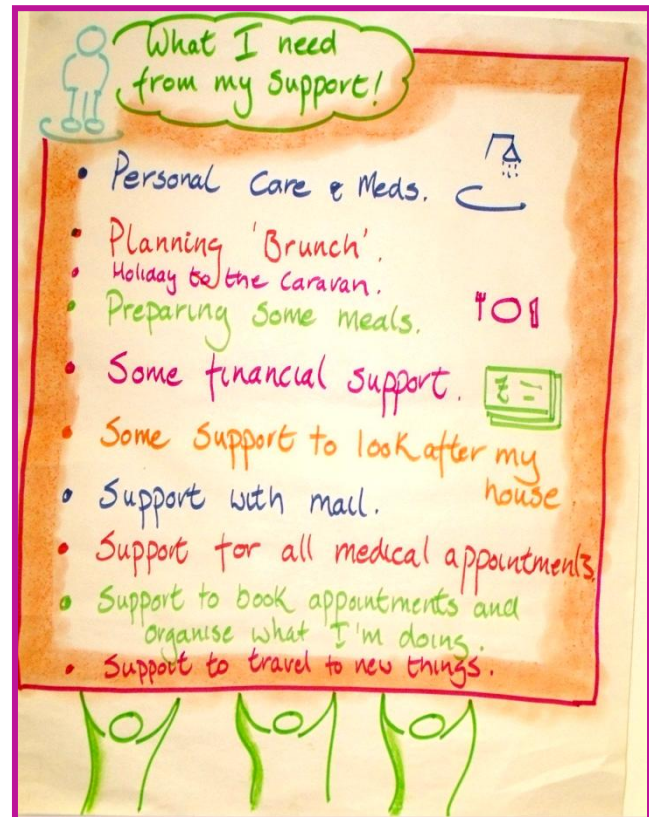 What I need
from my support!
• Personal Care & Meds.
• Planning 'Brunch'.
• Holiday to the Caravan.
• Preparing some meals.
• Some financial support.
£
• Some support to look after my
house.
• Support with mail.
• Support for all medical appointments.
• Support to book appointments and
organise what I'm doing.
• Support to travel to new things.